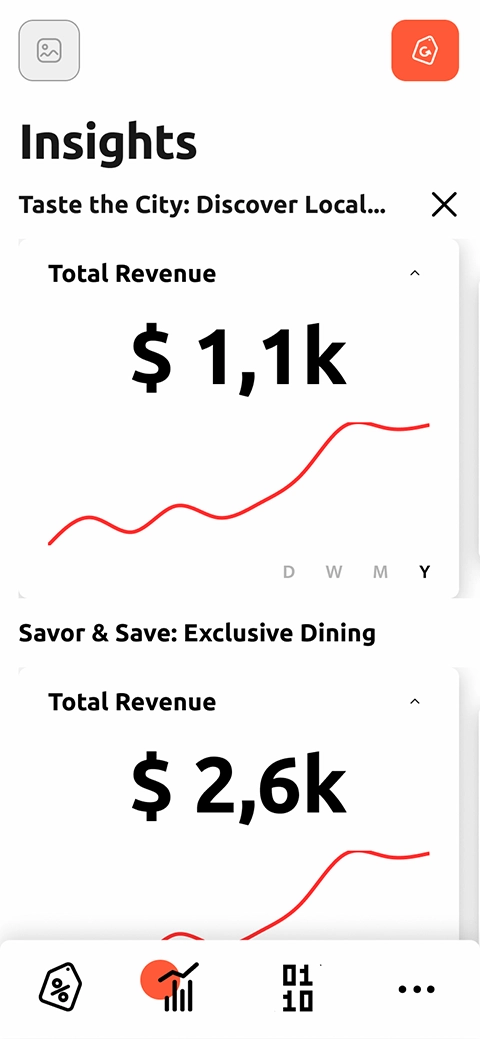 Insights
Taste the City: Discover Local...
Total Revenue
$ 1,1k
D W M Y
Savor & Save: Exclusive Dining
Total Revenue
$ 2,6k
%
01
10